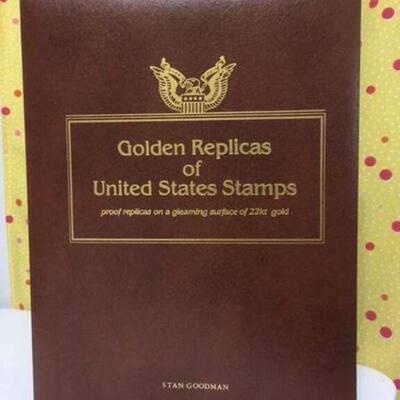 Golden Replicas
of
United States Stamps
proof replicas on a gleaming surface of 22kt gold
STAN GOODMAN